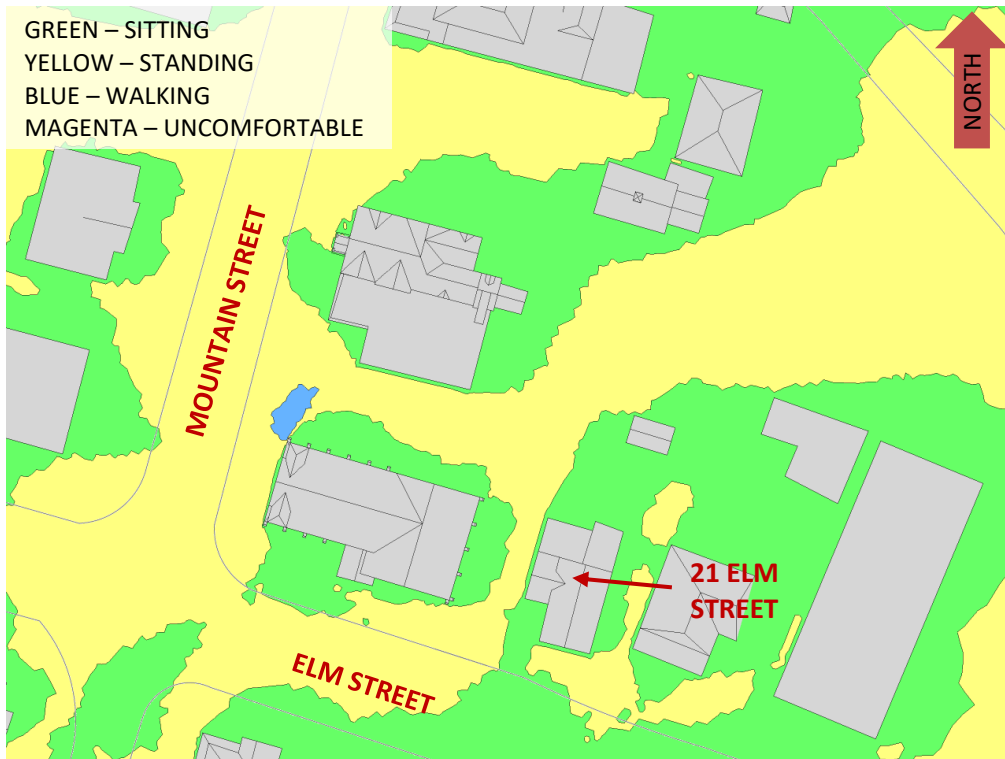 GREEN – SITTING
YELLOW – STANDING
BLUE – WALKING
MAGENTA – UNCOMFORTABLE
NORTH
MOUNTAIN STREET
21 ELM
STREET
ELM STREET